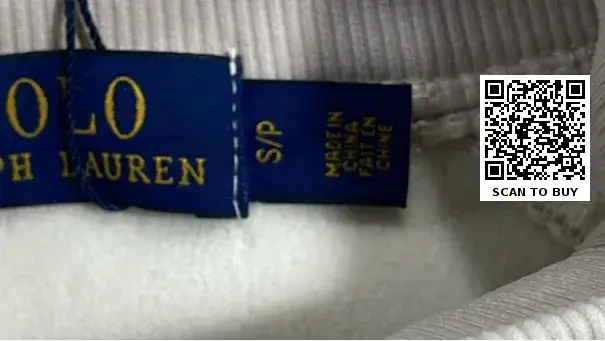 OLO
PH LAUREN
S/P
MADE IN
CHINA
FAIT EN
CHINE
SCAN TO BUY